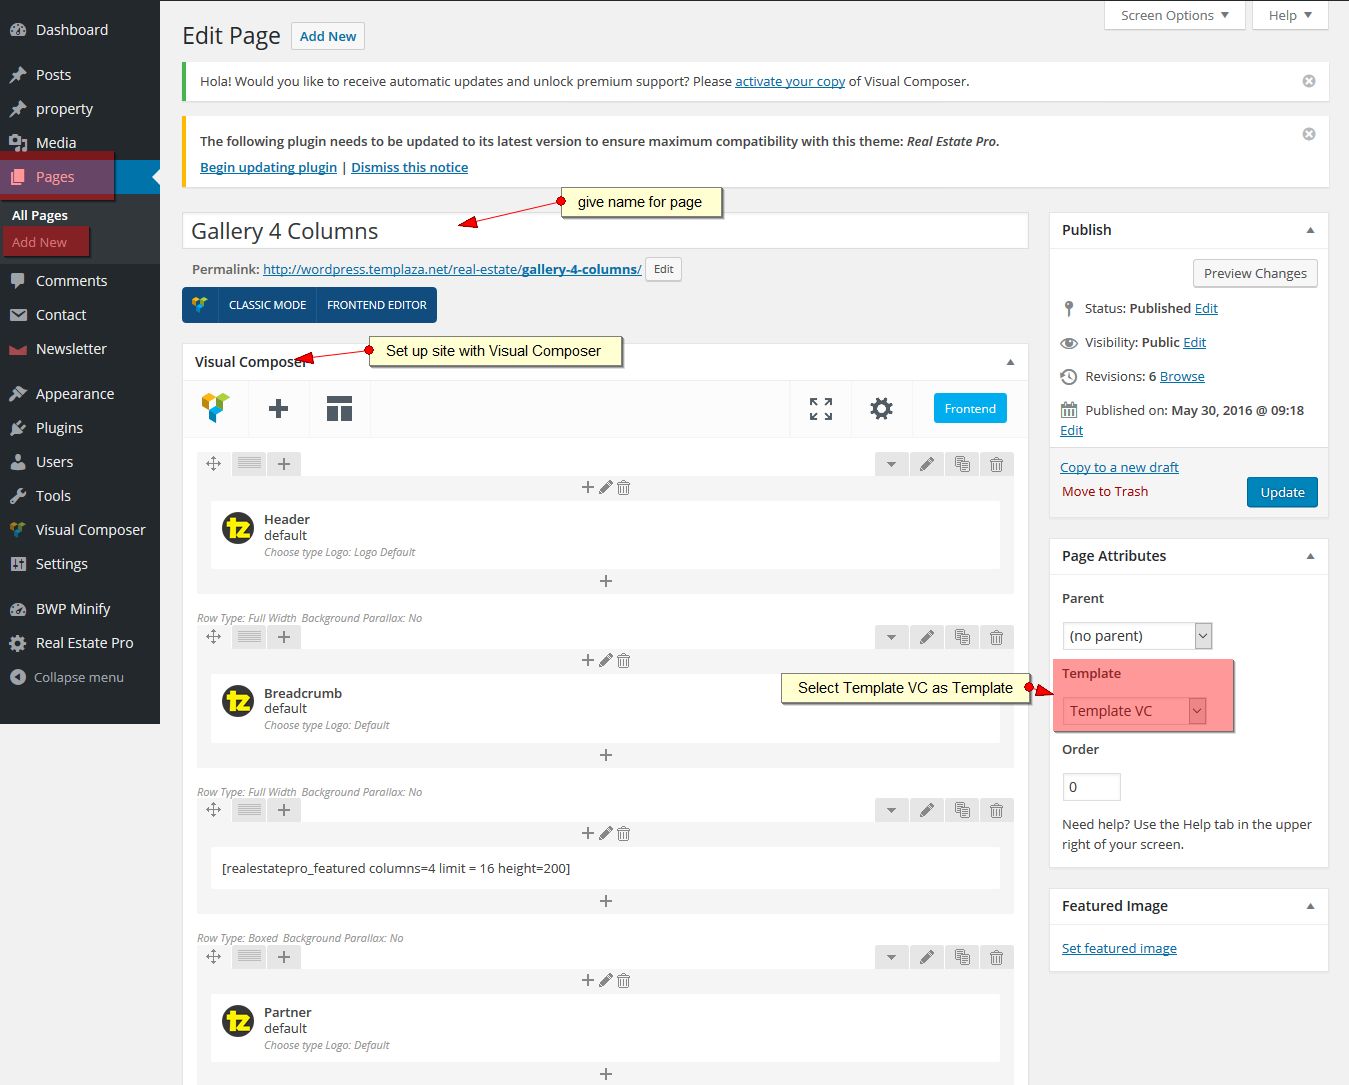 Dashboard
Posts
property
Media
Pages
All Pages
Add New
Comments
Contact
Newsletter
Appearance
Plugins
Users
Tools
Visual Composer
Settings
BWP Minify
Real Estate Pro
Collapse menu
Screen Options
Help
Edit Page
Add New
Hola! Would you like to receive automatic updates and unlock premium support? Please activate your copy of Visual Composer.
The following plugin needs to be updated to its latest version to ensure maximum compatibility with this theme: Real Estate Pro.
Begin updating plugin | Dismiss this notice
give name for page
Gallery 4 Columns
Permalink: http://wordpress.templaza.net/real-estate/gallery-4-columns/ Edit
CLASSIC MODE FRONTEND EDITOR
Set up site with Visual Composer
Visual Composer
Frontend
tz
Header
default
Choose type Logo: Logo Default
Row Type: Full Width Background Parallax: No
tz
Breadcrumb
default
Choose type Logo: Default
Row Type: Full Width Background Parallax: No
[realestatepro_featured columns=4 limit = 16 height=200]
Row Type: Boxed Background Parallax: No
tz
Partner
default
Choose type Logo: Default
Publish
Preview Changes
Status: Published Edit
Visibility: Public Edit
Revisions: 6 Browse
Published on: May 30, 2016 @ 09:18
Edit
Copy to a new draft
Move to Trash
Update
Page Attributes
Parent
(no parent)
Template
Select Template VC as Template
Template VC
Order
0
Need help? Use the Help tab in the upper
right of your screen.
Featured Image
Set featured image